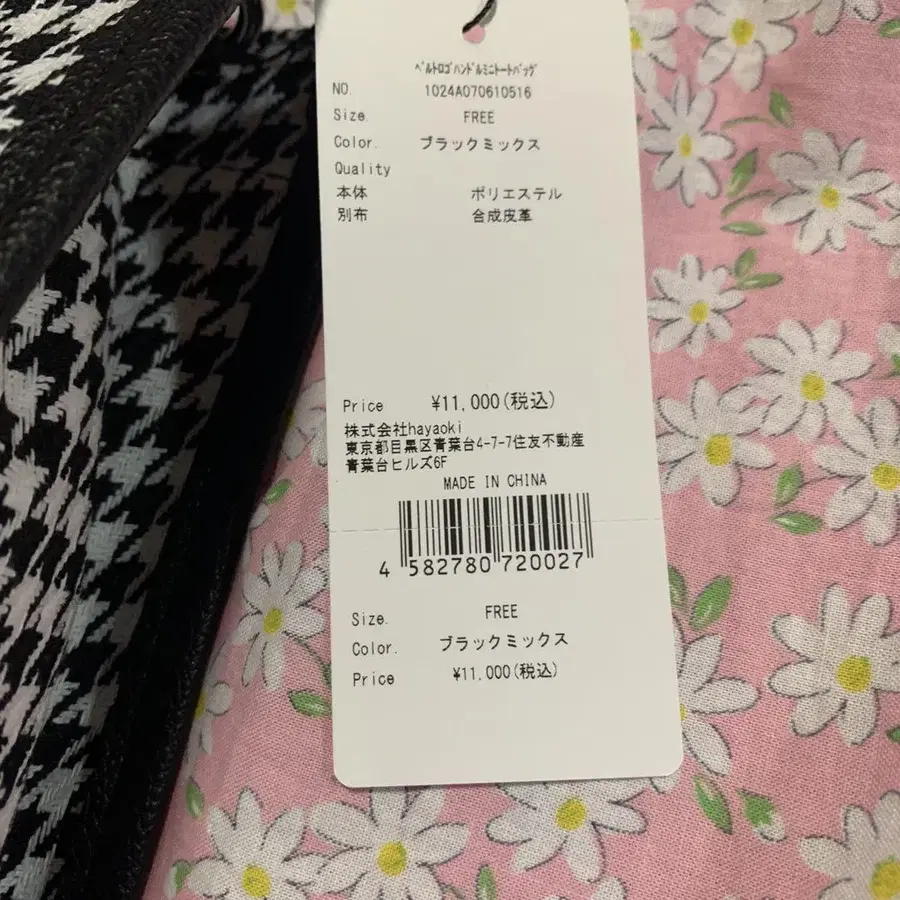 ﾍﾞﾙﾄﾛｺﾞﾊﾝﾄﾞﾙﾐﾆﾄｰﾄﾊﾞｯｸﾞ
NO. 1024A070610516
Size. FREE
Color. ブラックミックス
Quality
本体 ポリエステル
別布 合成皮革
Price ¥11,000(税込)
株式会社hayaoki
東京都目黒区青葉台4-7-7住友不動産
青葉台ヒルズ6F
MADE IN CHINA
4 582780 720027
Size. FREE
Color. ブラックミックス
Price ¥11,000(税込)